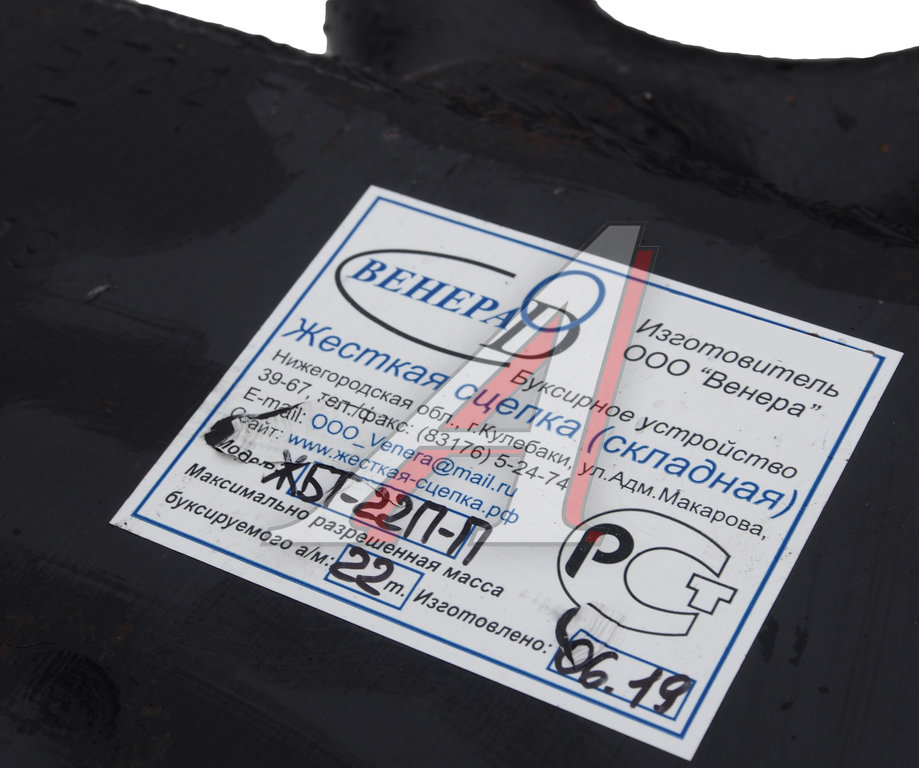 ВЕНЕРА D
Изготовитель
ООО "Венера"
Буксирное устройство
Жесткая сцепка (складная)
Нижегородская обл., г.Кулебаки, ул.Адм.Макарова,
39-67 тел./факс: (83176) 5-24-74
E-mail: OOO_Venera@mail.ru
Сайт: www.жесткая-сцепка.рф
Модель ЖБТ-22П-П
Максимально разрешенная масса
буксируемого а/м: 22 т. Изготовлено: 06.19
РСТ